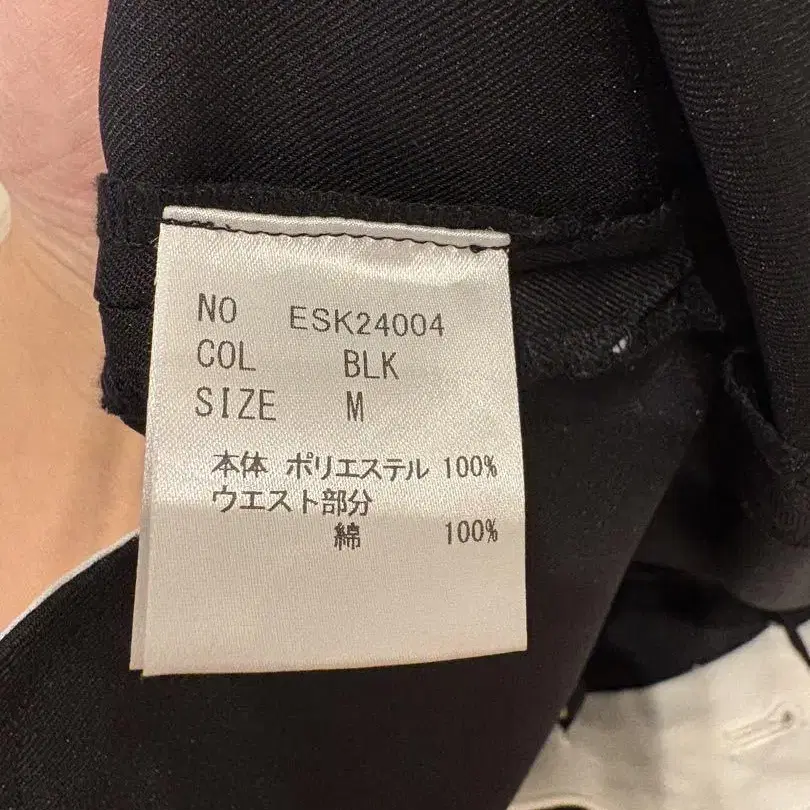 NO ESK24004
COL BLK
SIZE M
本体 ポリエステル 100%
ウエスト部分
綿 100%